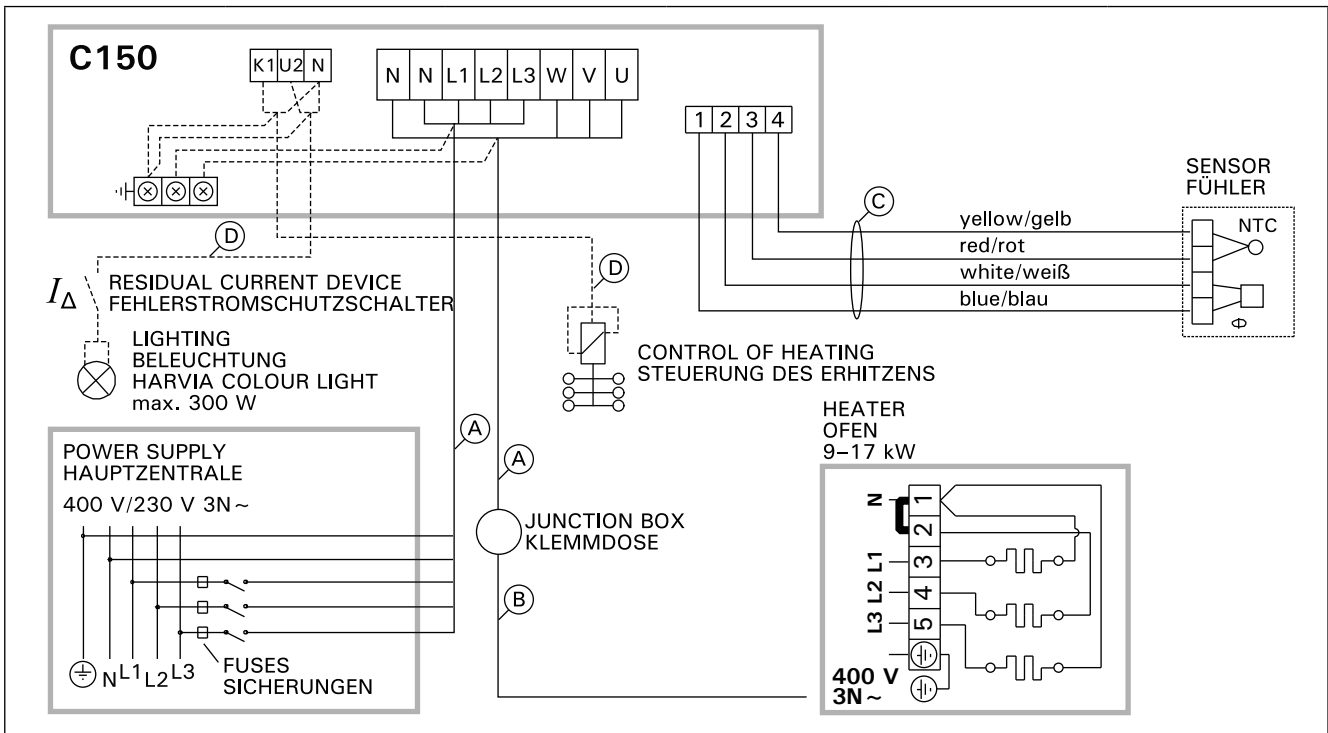 C150
K1 U2 N
N N L1 L2 L3 W V U
1 2 3 4
SENSOR
FÜHLER
C
yellow/gelb
red/rot
white/weiß
blue/blau
NTC
D
I∆
RESIDUAL CURRENT DEVICE
FEHLERSTROMSCHUTZSCHALTER
D
LIGHTING
BELEUCHTUNG
HARVIA COLOUR LIGHT
max. 300 W
CONTROL OF HEATING
STEUERUNG DES ERHITZENS
HEATER
OFEN
9–17 kW
A
A
POWER SUPPLY
HAUPTZENTRALE
400 V/230 V 3N~
JUNCTION BOX
KLEMMDOSE
B
N L1 L2 L3
FUSES
SICHERUNGEN
N
1
2
L1 3
L2 4
L3 5
400 V
3N~